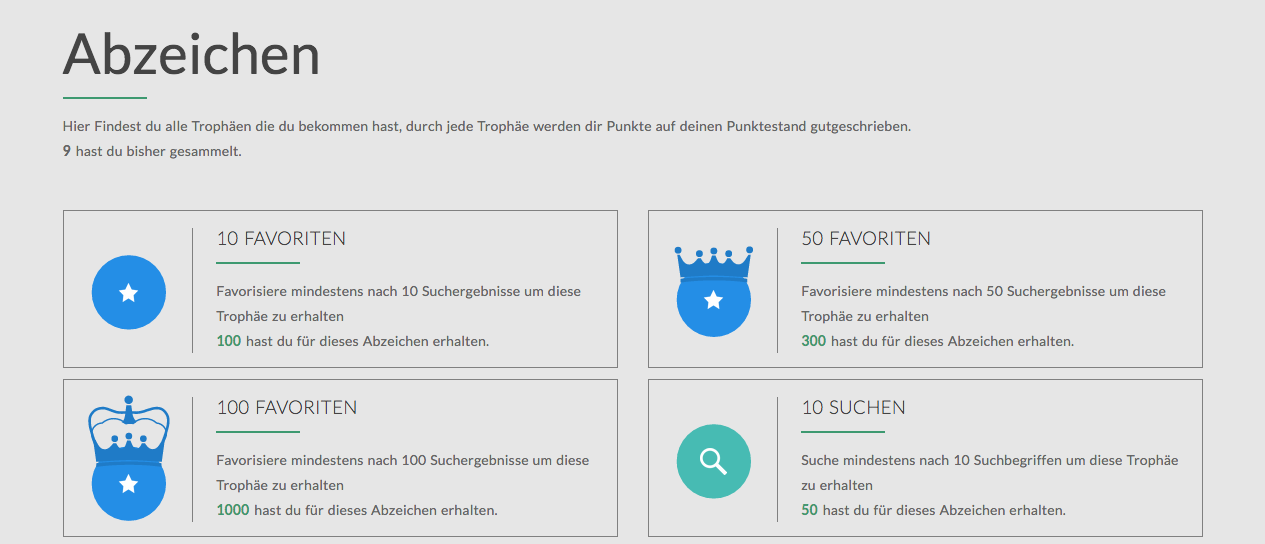 Abzeichen
Hier Findest du alle Trophäen die du bekommen hast, durch jede Trophäe werden dir Punkte auf deinen Punktestand gutgeschrieben.
9 hast du bisher gesammelt.
10 FAVORITEN
Favorisiere mindestens nach 10 Suchergebnisse um diese
Trophäe zu erhalten
100 hast du für dieses Abzeichen erhalten.
50 FAVORITEN
Favorisiere mindestens nach 50 Suchergebnisse um diese
Trophäe zu erhalten
300 hast du für dieses Abzeichen erhalten.
100 FAVORITEN
Favorisiere mindestens nach 100 Suchergebnisse um diese
Trophäe zu erhalten
1000 hast du für dieses Abzeichen erhalten.
10 SUCHEN
Suche mindestens nach 10 Suchbegriffen um diese Trophäe
zu erhalten
50 hast du für dieses Abzeichen erhalten.